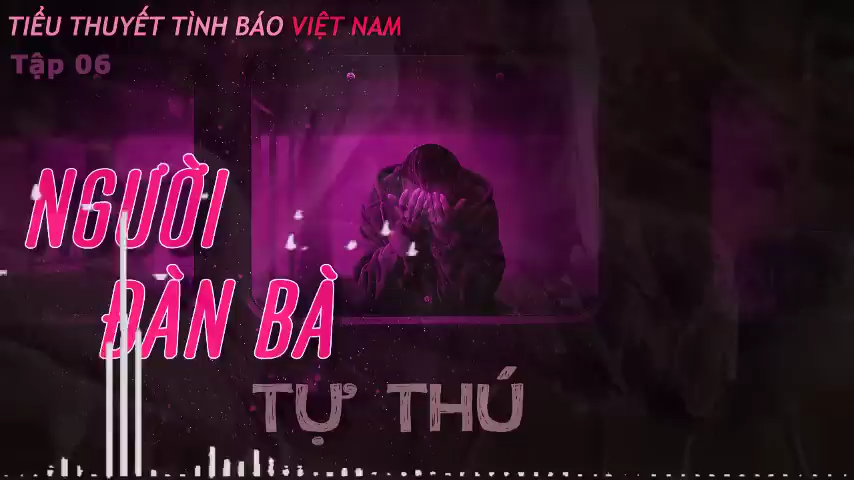 TIỂU THUYẾT TÌNH BÁO VIỆT NAM
Tập 06
NGƯỜI
ĐÀN BÀ
TỰ THÚ